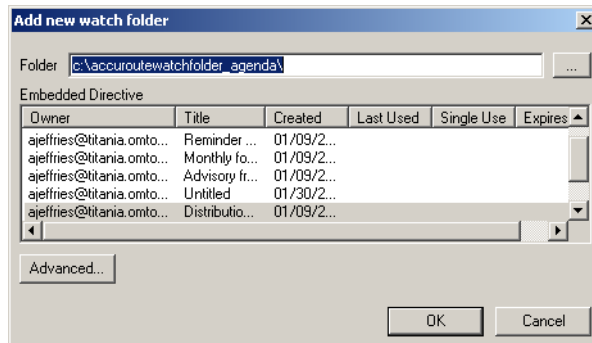 Add new watch folder
Folder c:\accuroutewatchfolder_agenda\ ...
Embedded Directive
Owner Title Created Last Used Single Use Expires
ajeffries@titania.omto... Reminder ... 01/09/2...
ajeffries@titania.omto... Monthly fo... 01/09/2...
ajeffries@titania.omto... Advisory fr... 01/09/2...
ajeffries@titania.omto... Untitled 01/30/2...
ajeffries@titania.omto... Distributio... 01/09/2...
Advanced...
OK Cancel